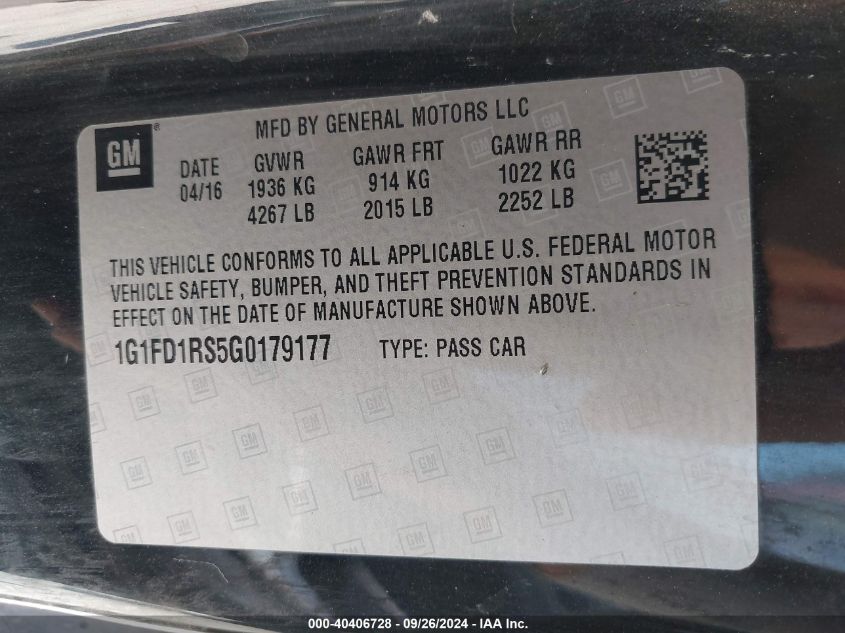 MFD BY GENERAL MOTORS LLC
GM ®
DATE GVWR GAWR FRT GAWR RR
04/16 1936 KG 914 KG 1022 KG
4267 LB 2015 LB 2252 LB
THIS VEHICLE CONFORMS TO ALL APPLICABLE U.S. FEDERAL MOTOR
VEHICLE SAFETY, BUMPER, AND THEFT PREVENTION STANDARDS IN
EFFECT ON THE DATE OF MANUFACTURE SHOWN ABOVE.
1G1FD1RS5G0179177 TYPE: PASS CAR
000-40406728 - 09/26/2024 - IAA Inc.